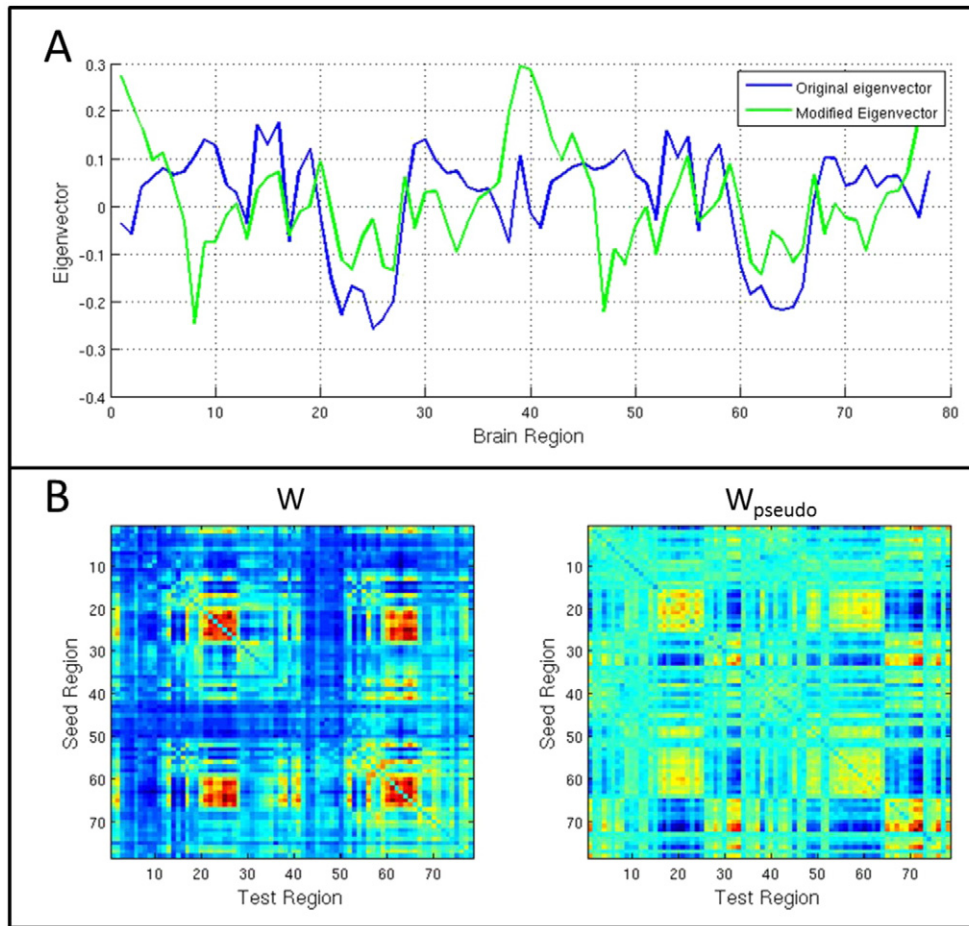 A
Original eigenvector
Modified Eigenvector
0.3
0.2
0.1
0
-0.1
-0.2
-0.3
-0.4
Eigenvector
0 10 20 30 40 50 60 70 80
Brain Region
B
W
Wpseudo
10
20
30
40
50
60
70
Seed Region
10 20 30 40 50 60 70
Test Region
10
20
30
40
50
60
70
Seed Region
10 20 30 40 50 60 70
Test Region